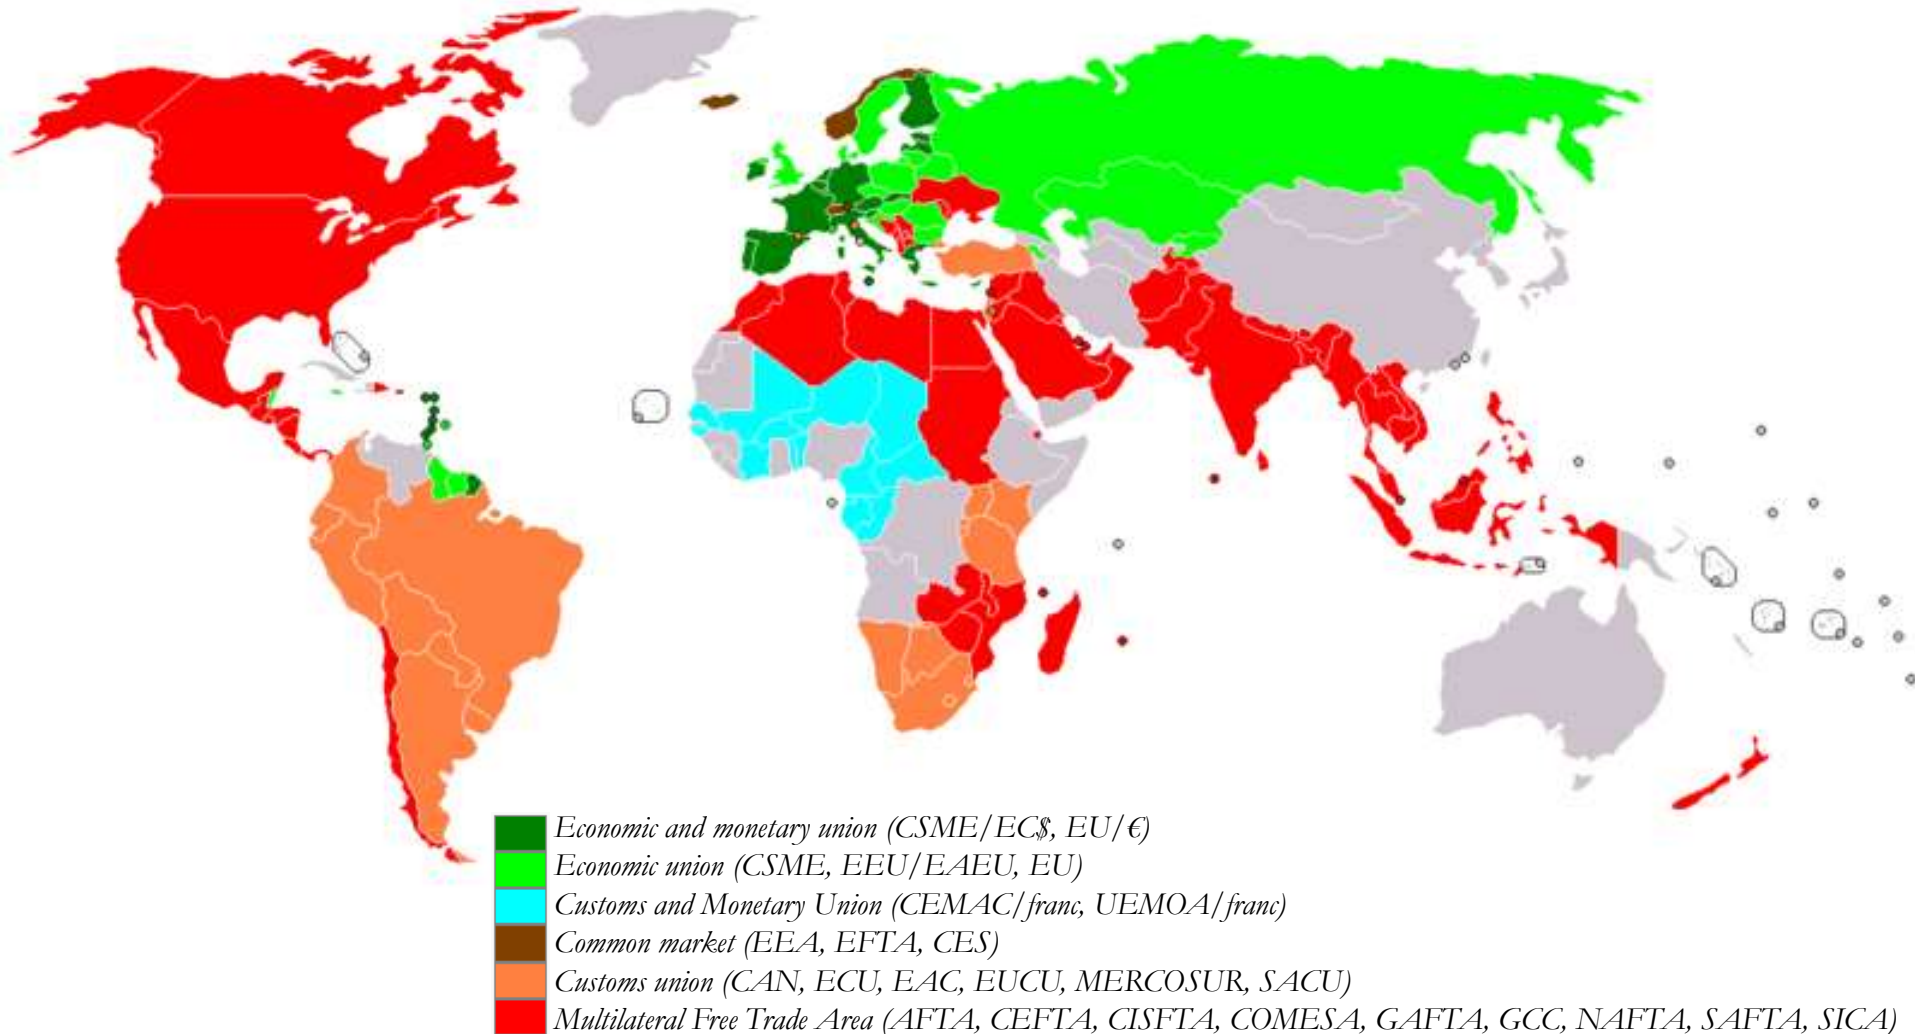 Economic and monetary union (CSME/EC$, EU/€)
Economic union (CSME, EEU/EAEU, EU)
Customs and Monetary Union (CEMAC/franc, UEMOA/franc)
Common market (EEA, EFTA, CES)
Customs union (CAN, ECU, EAC, EUCU, MERCOSUR, SACU)
Multilateral Free Trade Area (AFTA, CEFTA, CISFTA, COMESA, GAFTA, GCC, NAFTA, SAFTA, SICA)